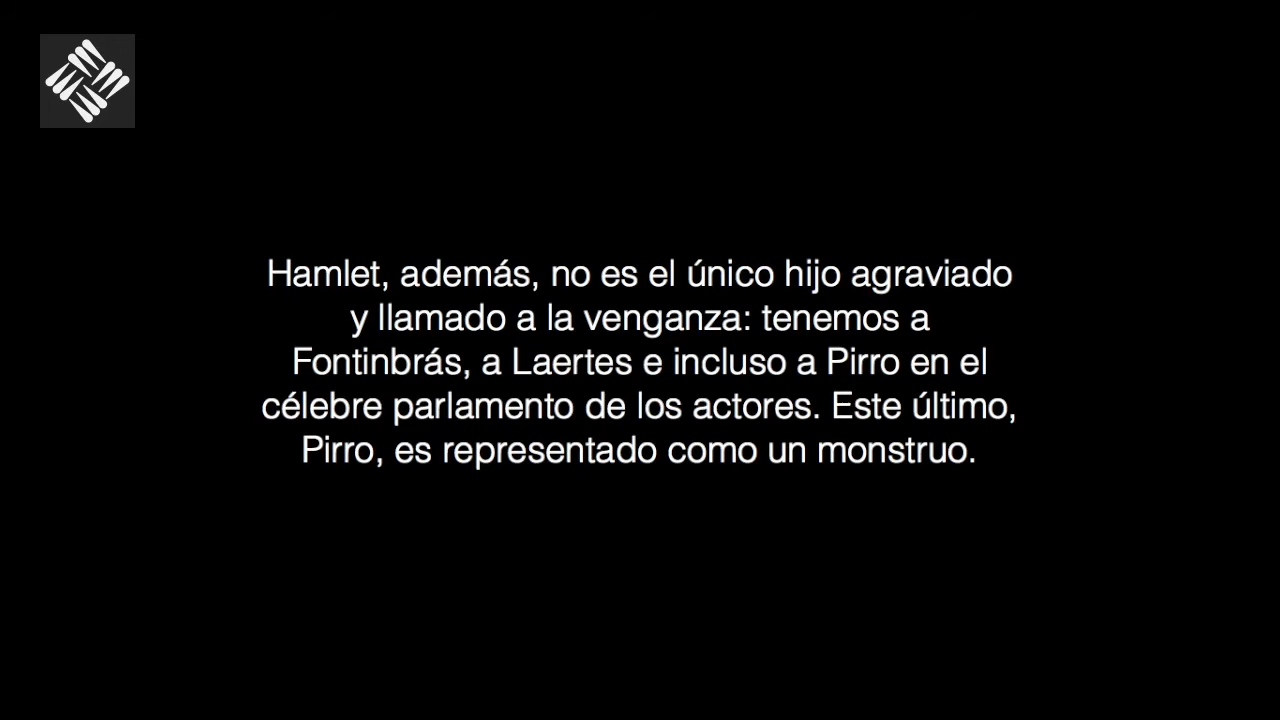 Hamlet, además, no es el único hijo agraviado
y llamado a la venganza: tenemos a
Fontinbrás, a Laertes e incluso a Pirro en el
célebre parlamento de los actores. Este último,
Pirro, es representado como un monstruo.